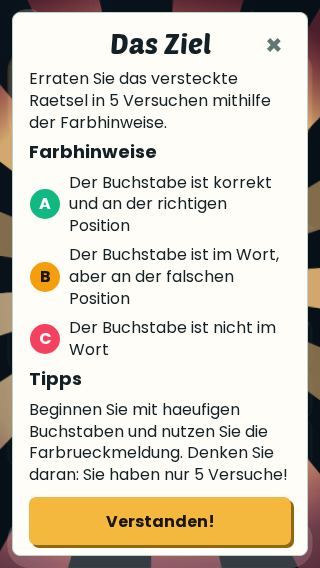 Das Ziel
Erraten Sie das versteckte
Raetsel in 5 Versuchen mithilfe
der Farbhinweise.
Farbhinweise
A
Der Buchstabe ist korrekt
und an der richtigen
Position
B
Der Buchstabe ist im Wort,
aber an der falschen
Position
C
Der Buchstabe ist nicht im
Wort
Tipps
Beginnen Sie mit haeufigen
Buchstaben und nutzen Sie die
Farbrueckmeldung. Denken Sie
daran: Sie haben nur 5 Versuche!
Verstanden!